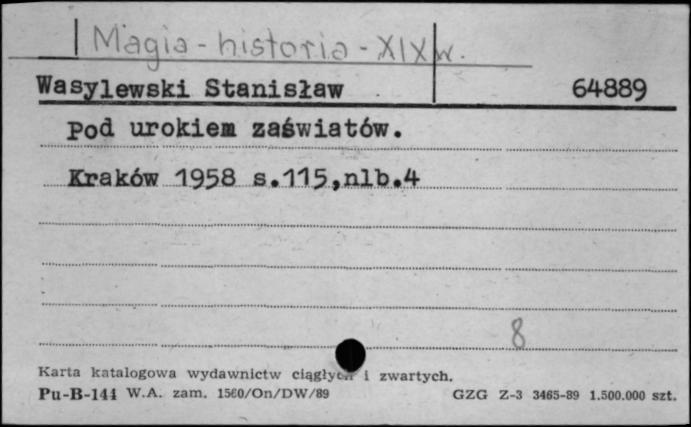 Magia - historia - XIX w.
Wasylewski Stanisław 64889
Pod urokiem zaświatów.
Kraków 1958 s.115,nlb.4
8
Karta katalogowa wydawnictw ciągłych i zwartych.
Pu-B-144 W.A. zam. 1560/On/DW/89 GZG Z-3 3465-89 1.500.000 szt.